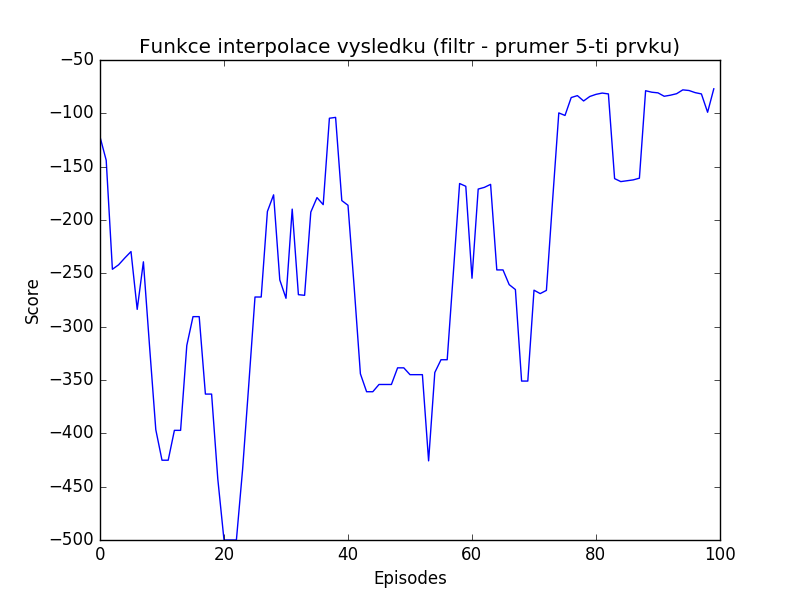 Funkce interpolace vysledku (filtr - prumer 5-ti prvku)
−50
−100
−150
−200
−250
−300
−350
−400
−450
−500
Score
0 20 40 60 80 100
Episodes